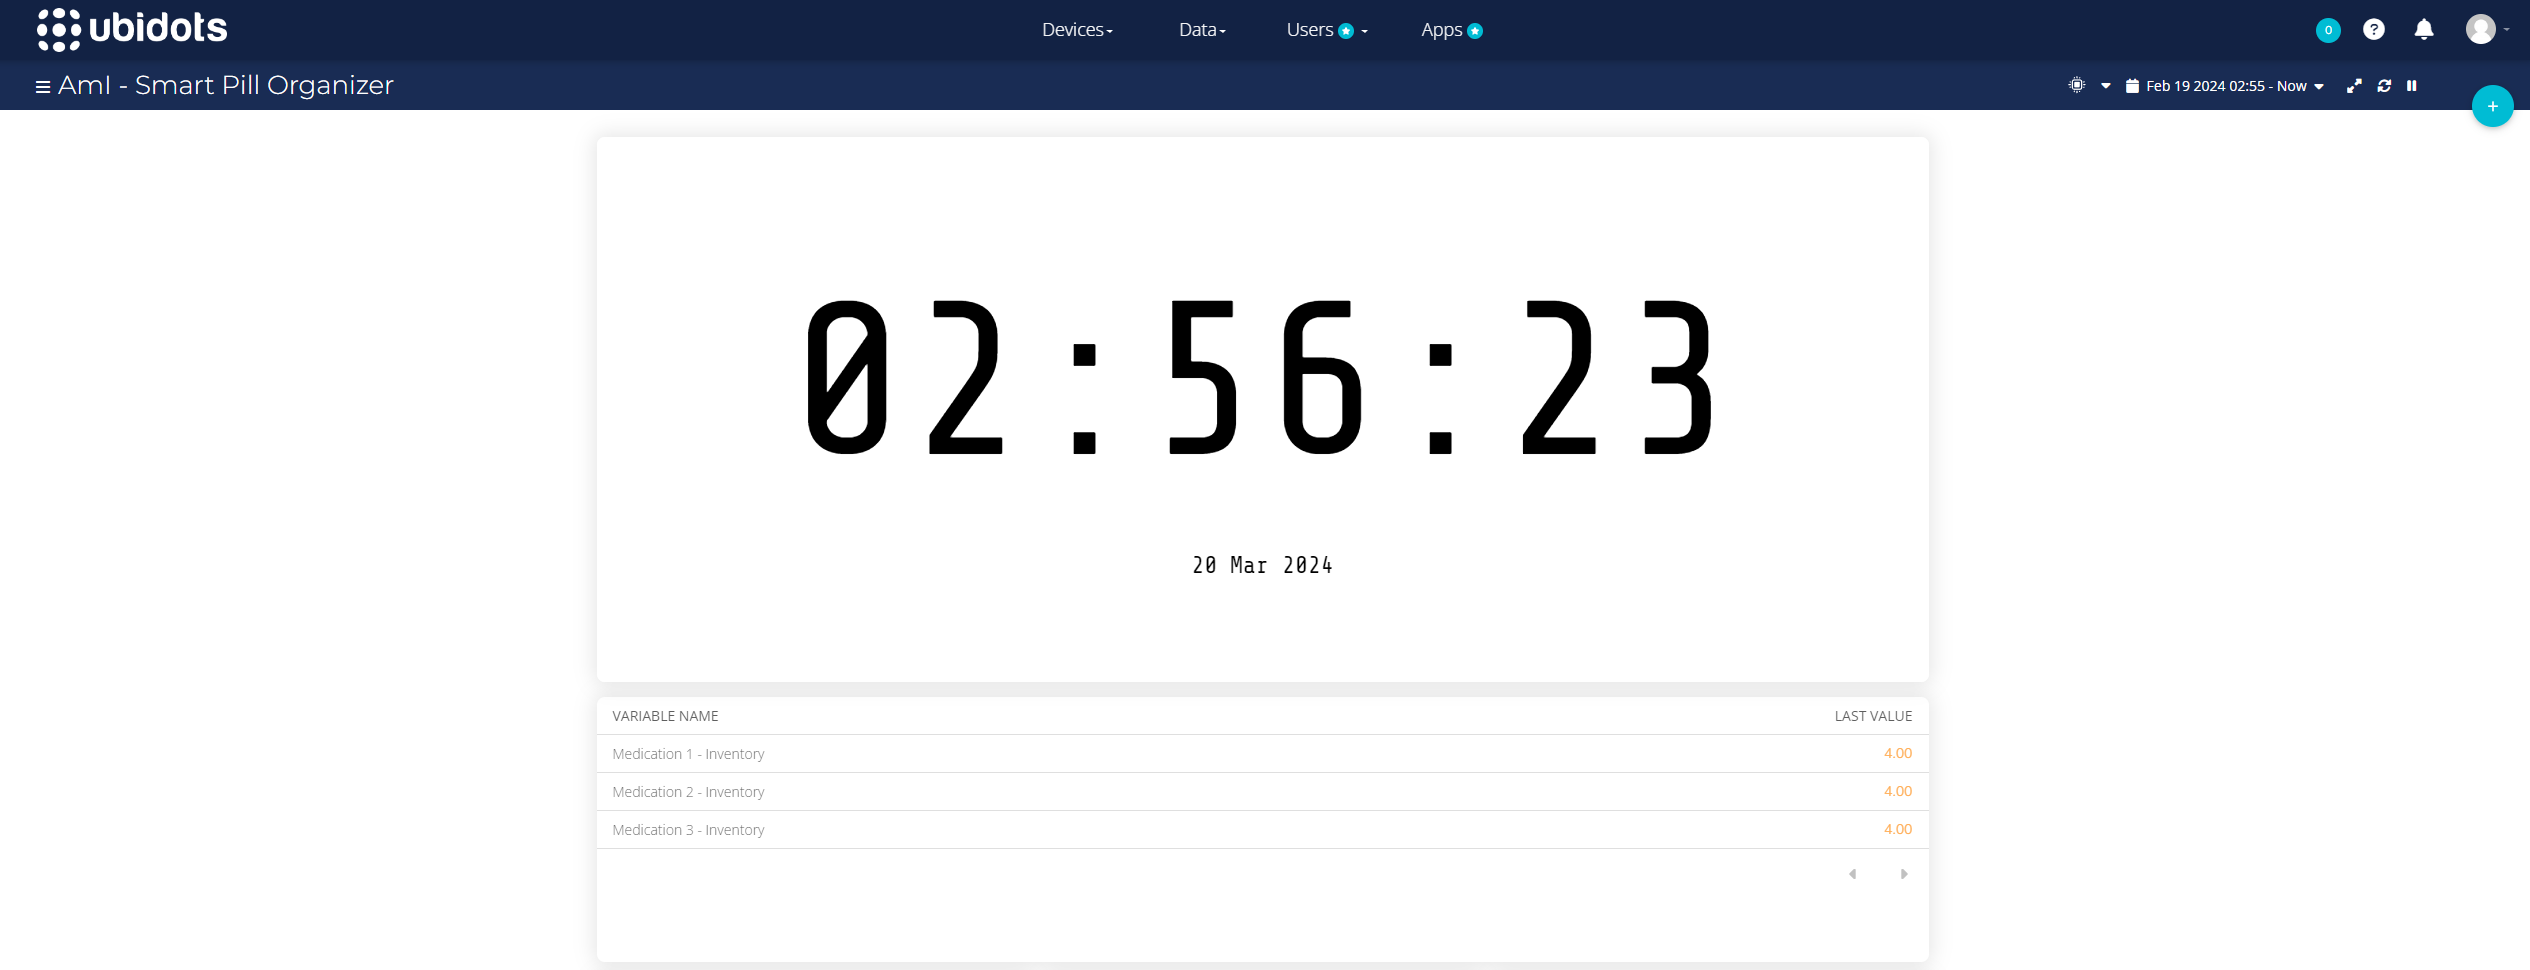 ubidots
Devices Data Users Apps 0 ?
AmI - Smart Pill Organizer Feb 19 2024 02:55 - Now
+
02:56:23
20 Mar 2024
VARIABLE NAME LAST VALUE
Medication 1 - Inventory 4.00
Medication 2 - Inventory 4.00
Medication 3 - Inventory 4.00